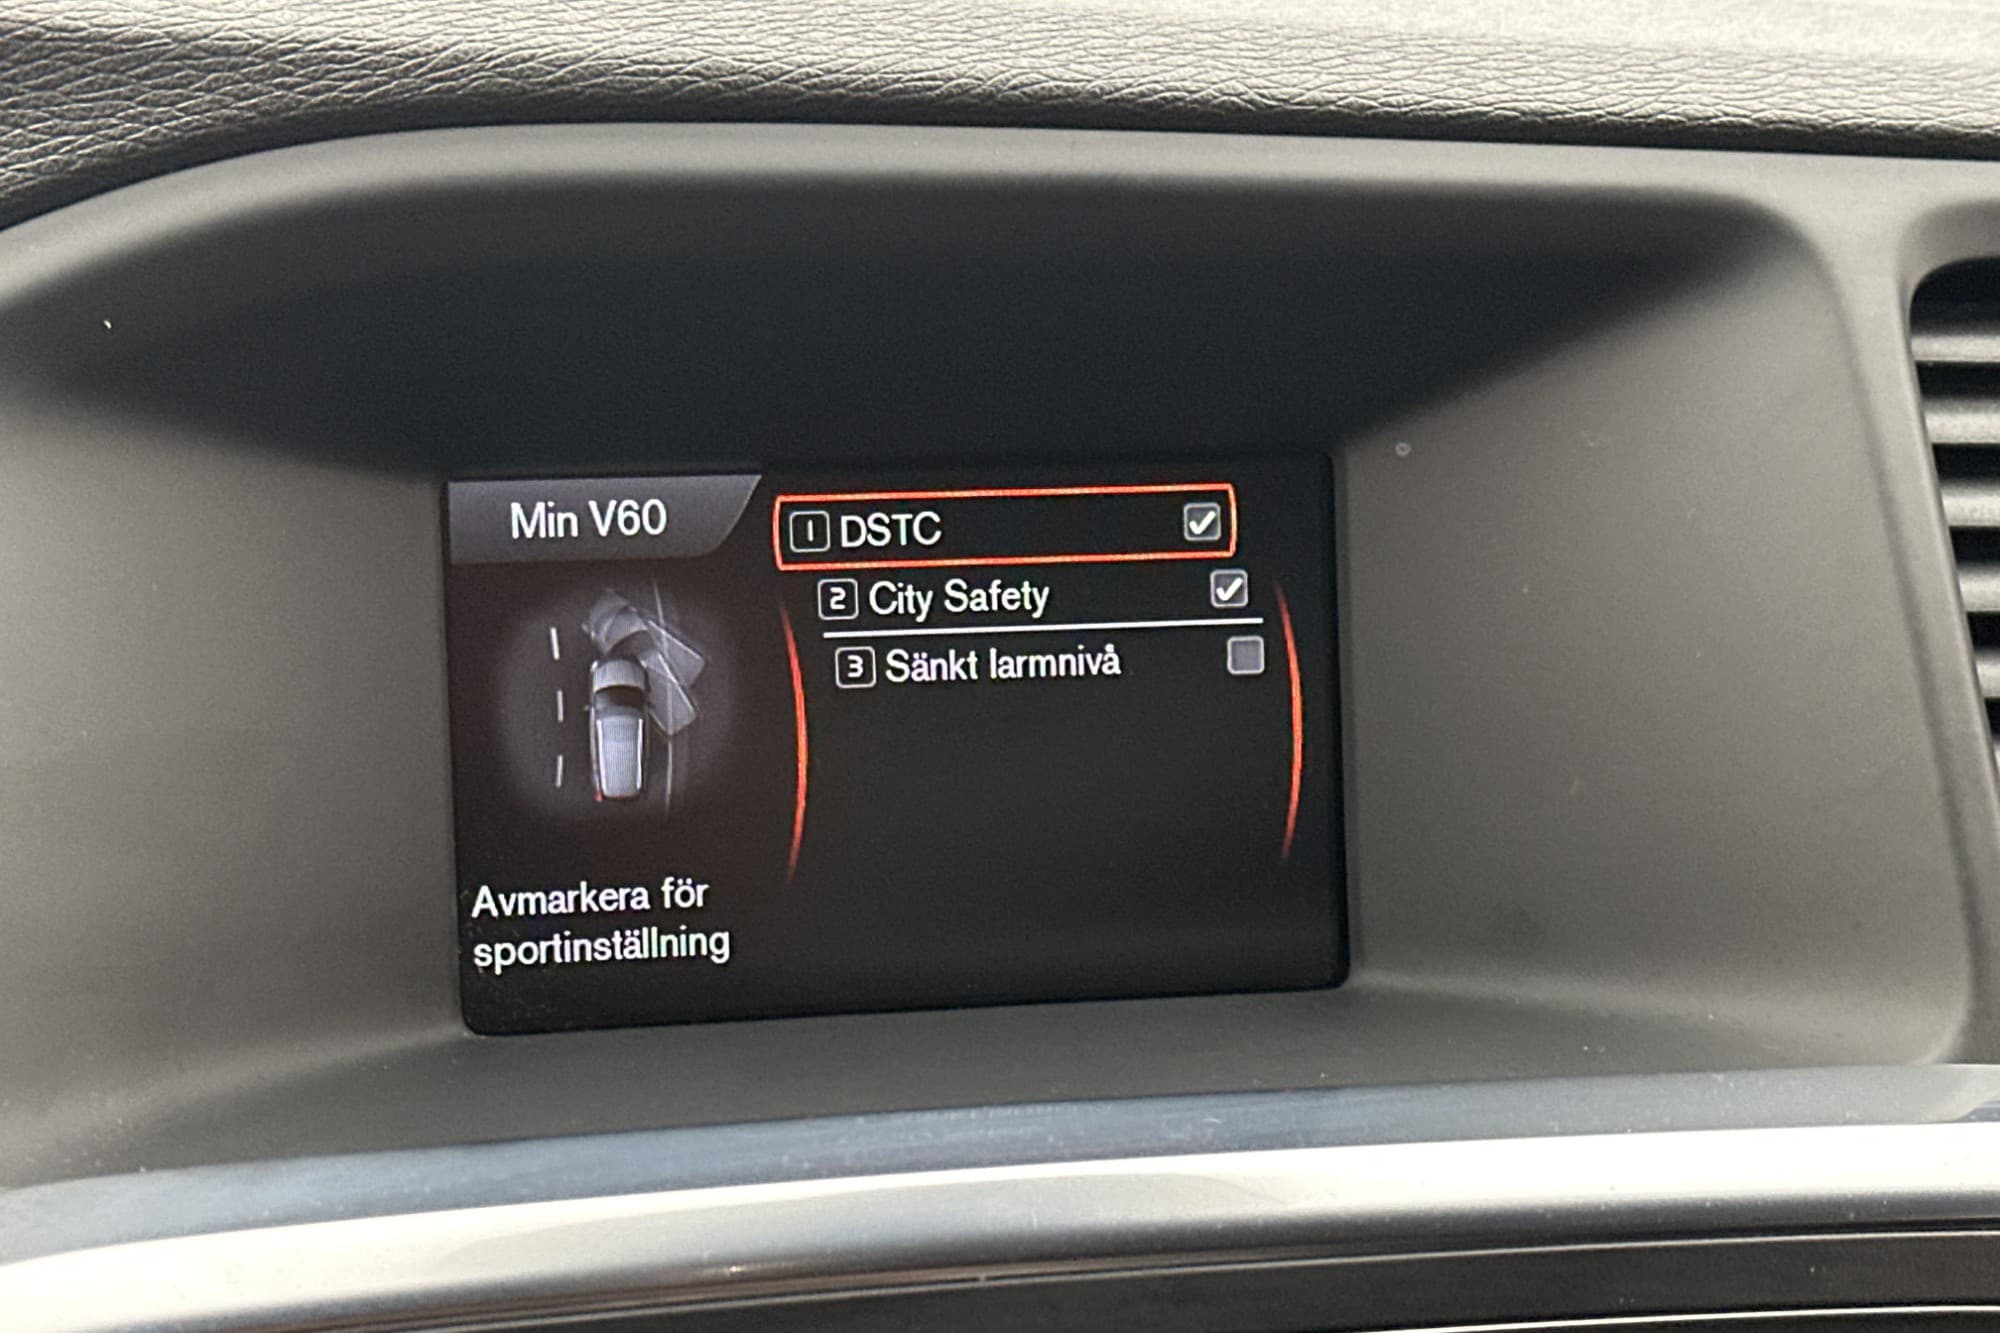 Min V60
1 DSTC
2 City Safety
3 Sänkt larmnivå
Avmarkera för
sportinställning